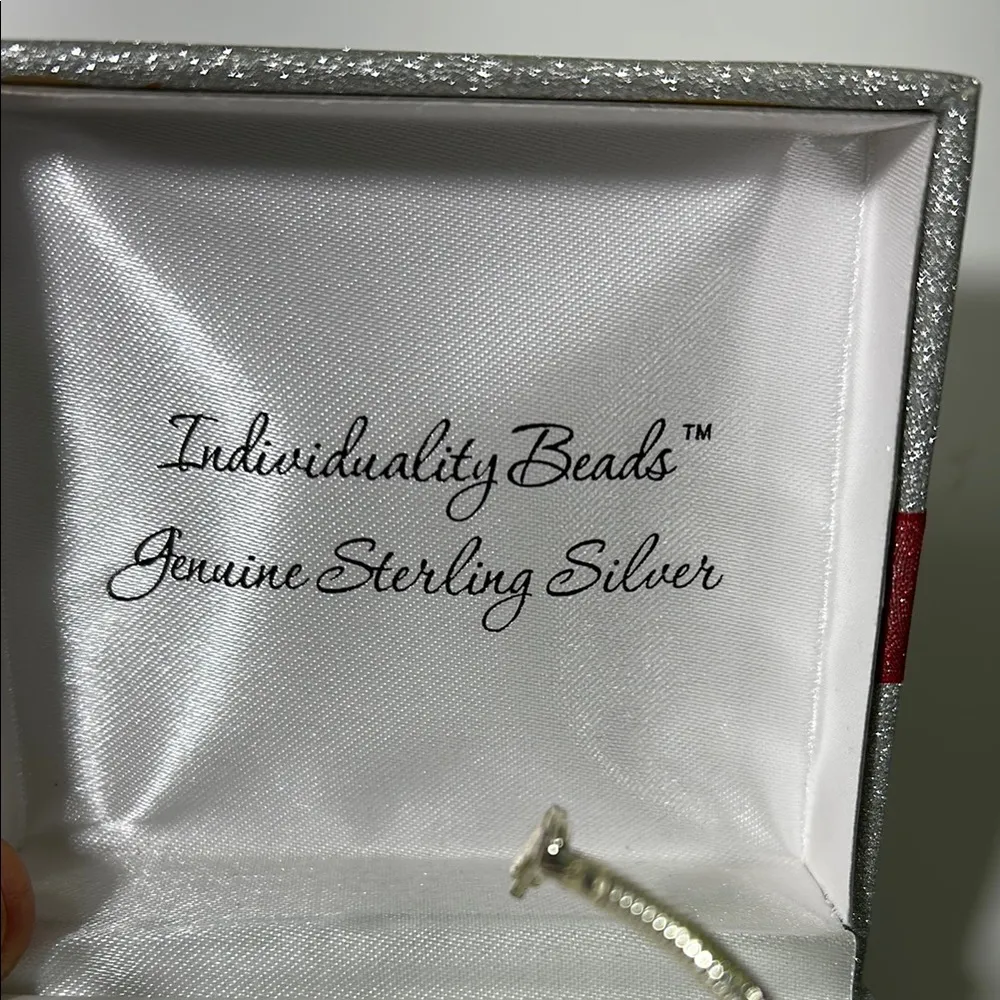 Individuality Beads™
Genuine Sterling Silver